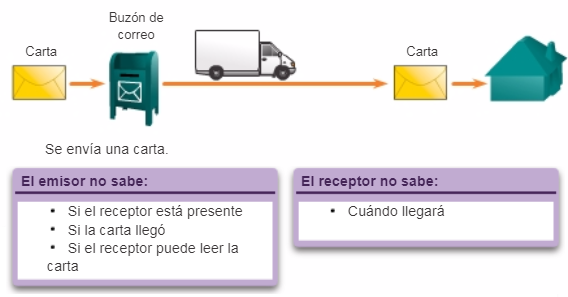 Buzón de
correo
Carta
Carta
Se envía una carta.
El emisor no sabe:
• Si el receptor está presente
• Si la carta llegó
• Si el receptor puede leer la
carta
El receptor no sabe:
• Cuándo llegará